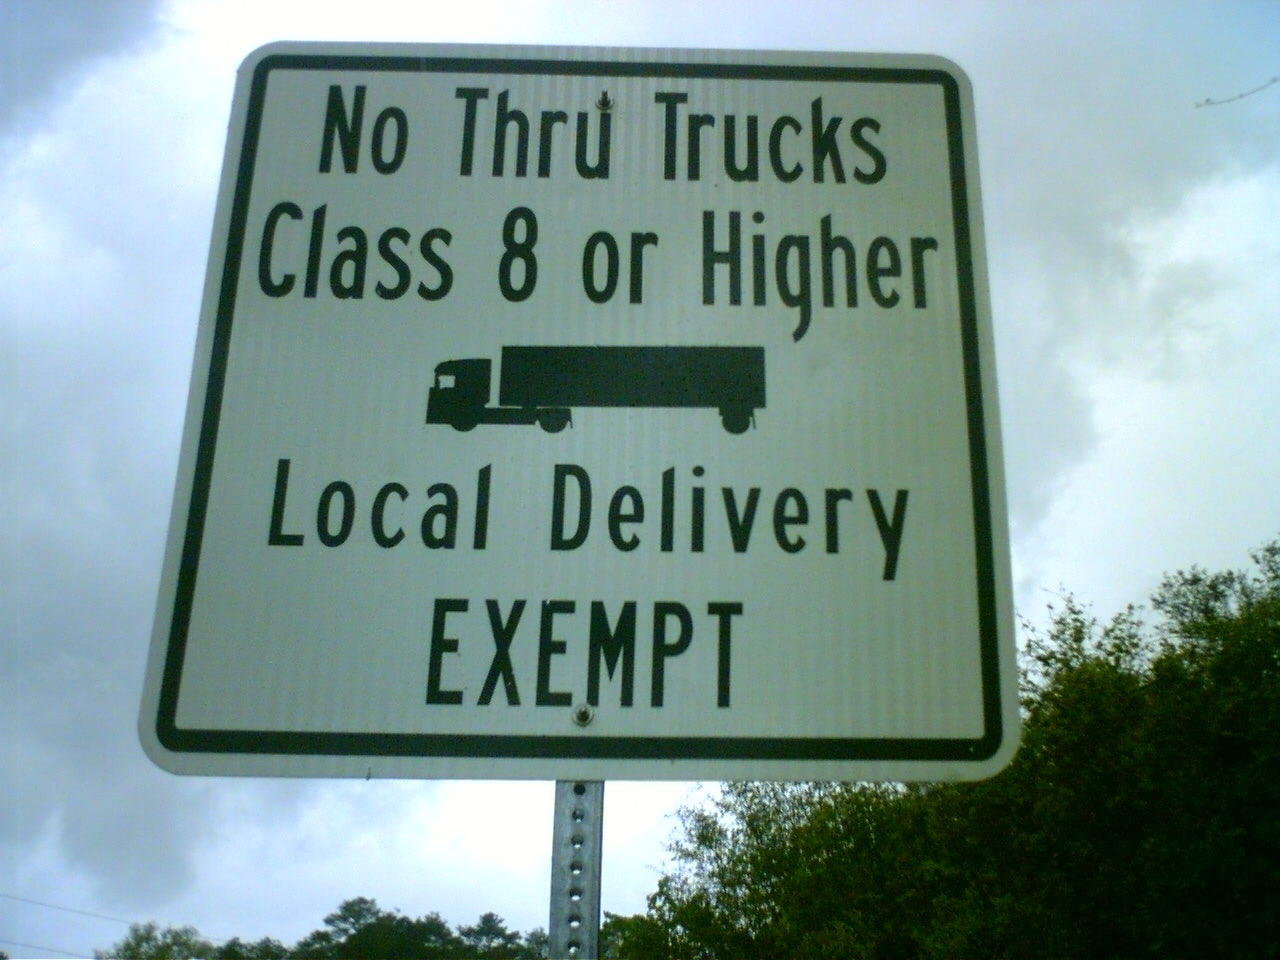 No Thru Trucks
Class 8 or Higher
Local Delivery
EXEMPT